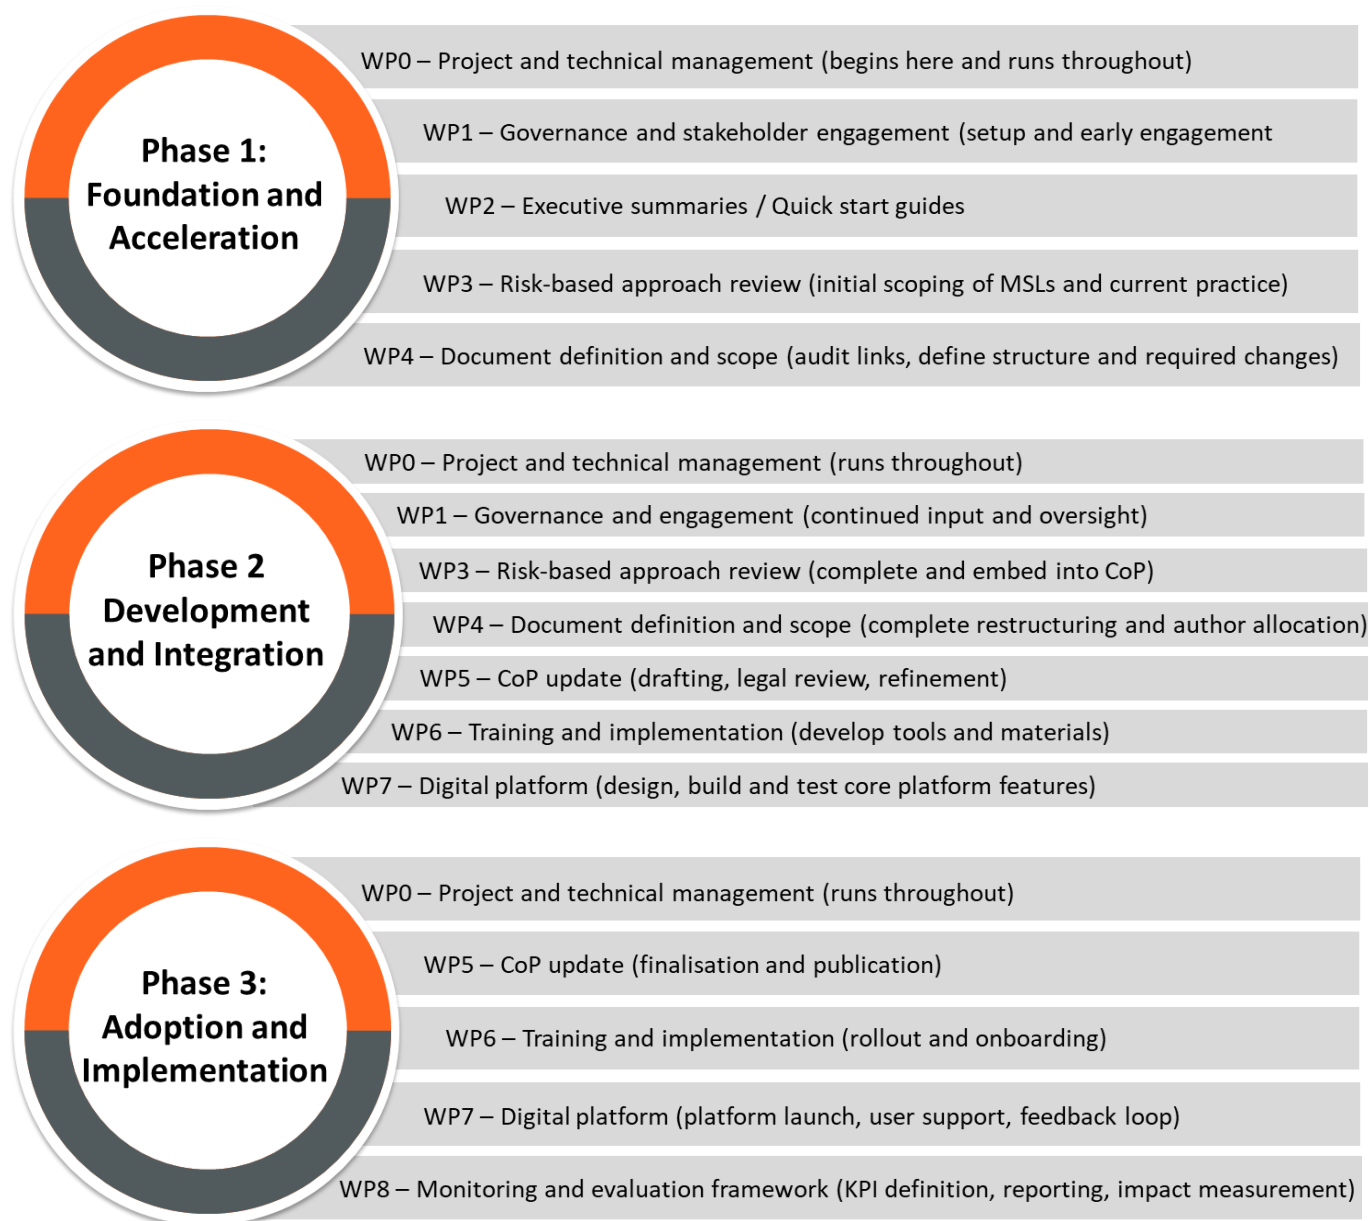 Phase 1:
Foundation and
Acceleration
WP0 – Project and technical management (begins here and runs throughout)
WP1 – Governance and stakeholder engagement (setup and early engagement
WP2 – Executive summaries / Quick start guides
WP3 – Risk-based approach review (initial scoping of MSLs and current practice)
WP4 – Document definition and scope (audit links, define structure and required changes)
Phase 2
Development
and Integration
WP0 – Project and technical management (runs throughout)
WP1 – Governance and engagement (continued input and oversight)
WP3 – Risk-based approach review (complete and embed into CoP)
WP4 – Document definition and scope (complete restructuring and author allocation)
WP5 – CoP update (drafting, legal review, refinement)
WP6 – Training and implementation (develop tools and materials)
WP7 – Digital platform (design, build and test core platform features)
Phase 3:
Adoption and
Implementation
WP0 – Project and technical management (runs throughout)
WP5 – CoP update (finalisation and publication)
WP6 – Training and implementation (rollout and onboarding)
WP7 – Digital platform (platform launch, user support, feedback loop)
WP8 – Monitoring and evaluation framework (KPI definition, reporting, impact measurement)